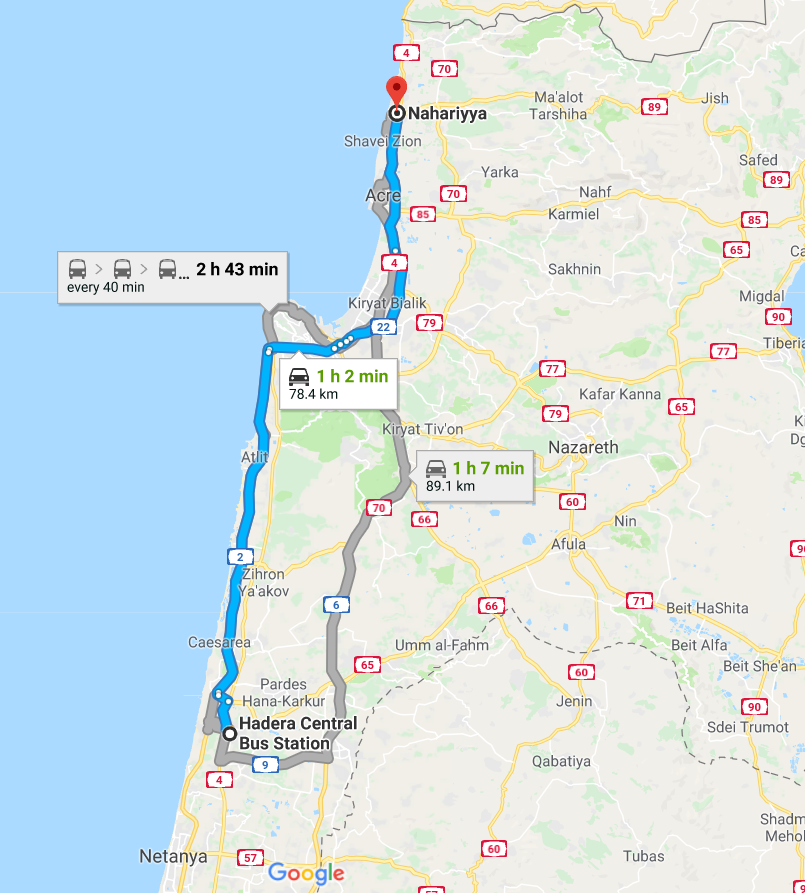 4
70
Nahariyya
Ma'alot
Tarshiha
89
Jish
Shavei Zion
Safed
89
Yarka
Acre
70
Nahf
85
Karmiel
85
65
4
Sakhnin
... 2 h 43 min
every 40 min
Kiryat Bialik
Migdal
90
22
79
77
Tiberia
1 h 2 min
78.4 km
77
Kafar Kanna
65
79
Kiryat Tiv'on
Nazareth
Atlit
1 h 7 min
89.1 km
70
66
60
Nin
Afula
2
Zihron
Ya'akov
6
66
71
Beit HaShita
Caesarea
Umm al-Fahm
Beit Alfa
65
Beit She'an
60
Pardes
Hana-Karkur
Jenin
90
Hadera Central
Bus Station
Sdei Trumot
9
4
Qabatiya
Netanya
57
Google
60
Tubas
Shadm
Mehol
57